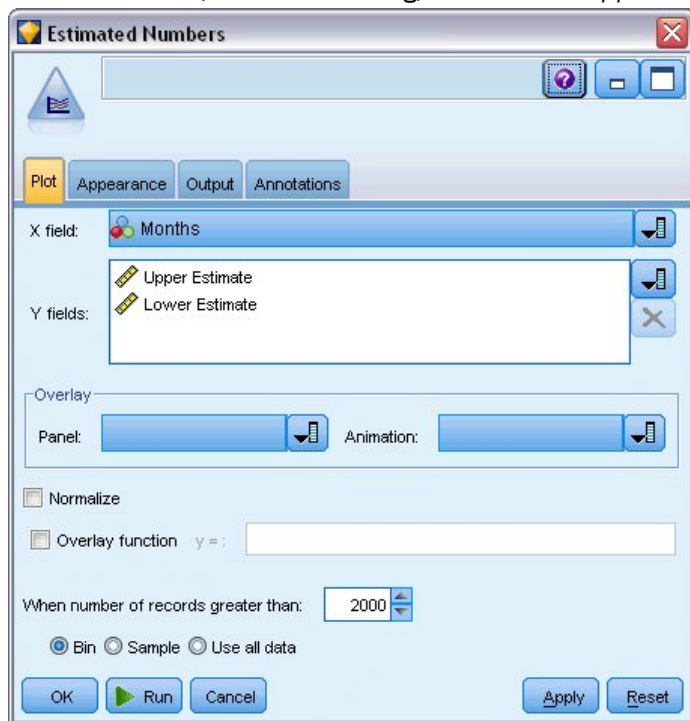 Estimated Numbers
Plot Appearance Output Annotations
X field: Months
Y fields: Upper Estimate
Lower Estimate
Overlay
Panel: Animation:
Normalize
Overlay function y = :
When number of records greater than: 2000
Bin Sample Use all data
OK Run Cancel Apply Reset